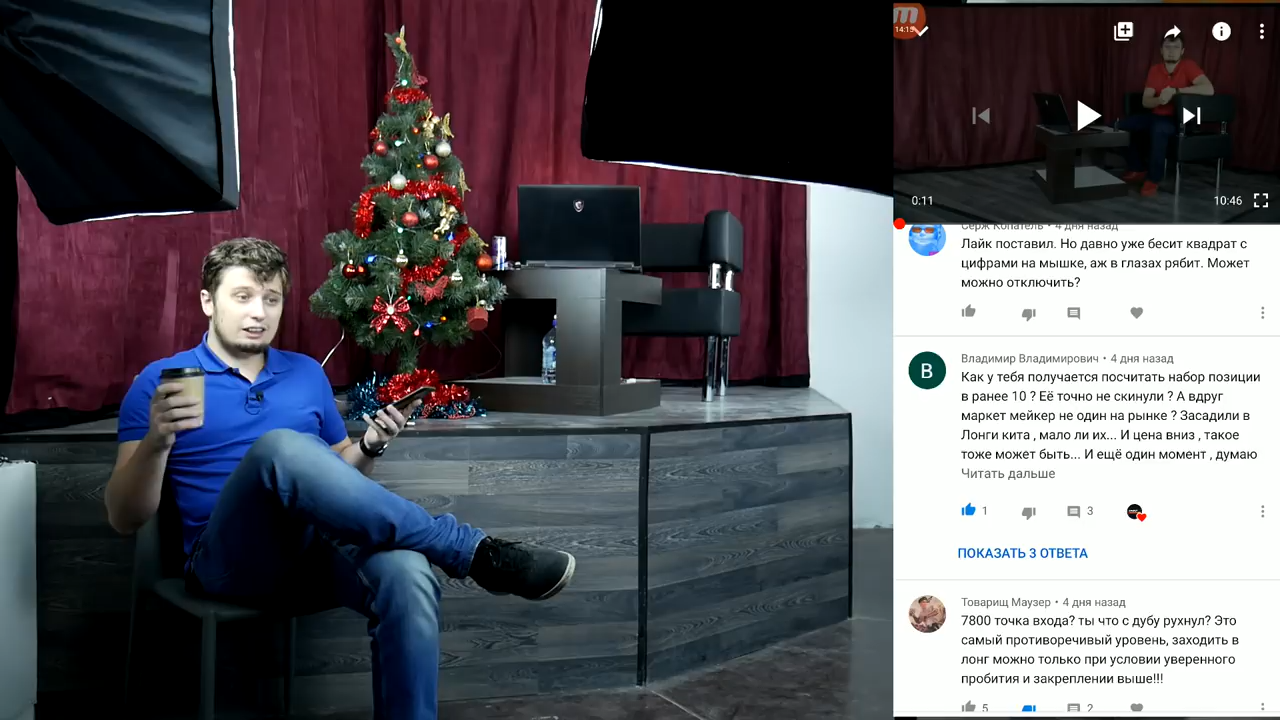 14:15
0:11
10:46
Серж Копатель • 4 дня назад
Лайк поставил. Но давно уже бесит квадрат с
цифрами на мышке, аж в глазах рябит. Может
можно отключить?
В
Владимир Владимирович • 4 дня назад
Как у тебя получается посчитать набор позиции
в ранее 10 ? Её точно не скинули ? А вдруг
маркет мейкер не один на рынке ? Засадили в
Лонги кита , мало ли их... И цена вниз , такое
тоже может быть... И ещё один момент , думаю
Читать дальше
1
3
ПОКАЗАТЬ 3 ОТВЕТА
Товарищ Маузер • 4 дня назад
7800 точка входа? ты что с дубу рухнул? Это
самый противоречивый уровень, заходить в
лонг можно только при условии уверенного
пробития и закреплении выше!!!
5
2